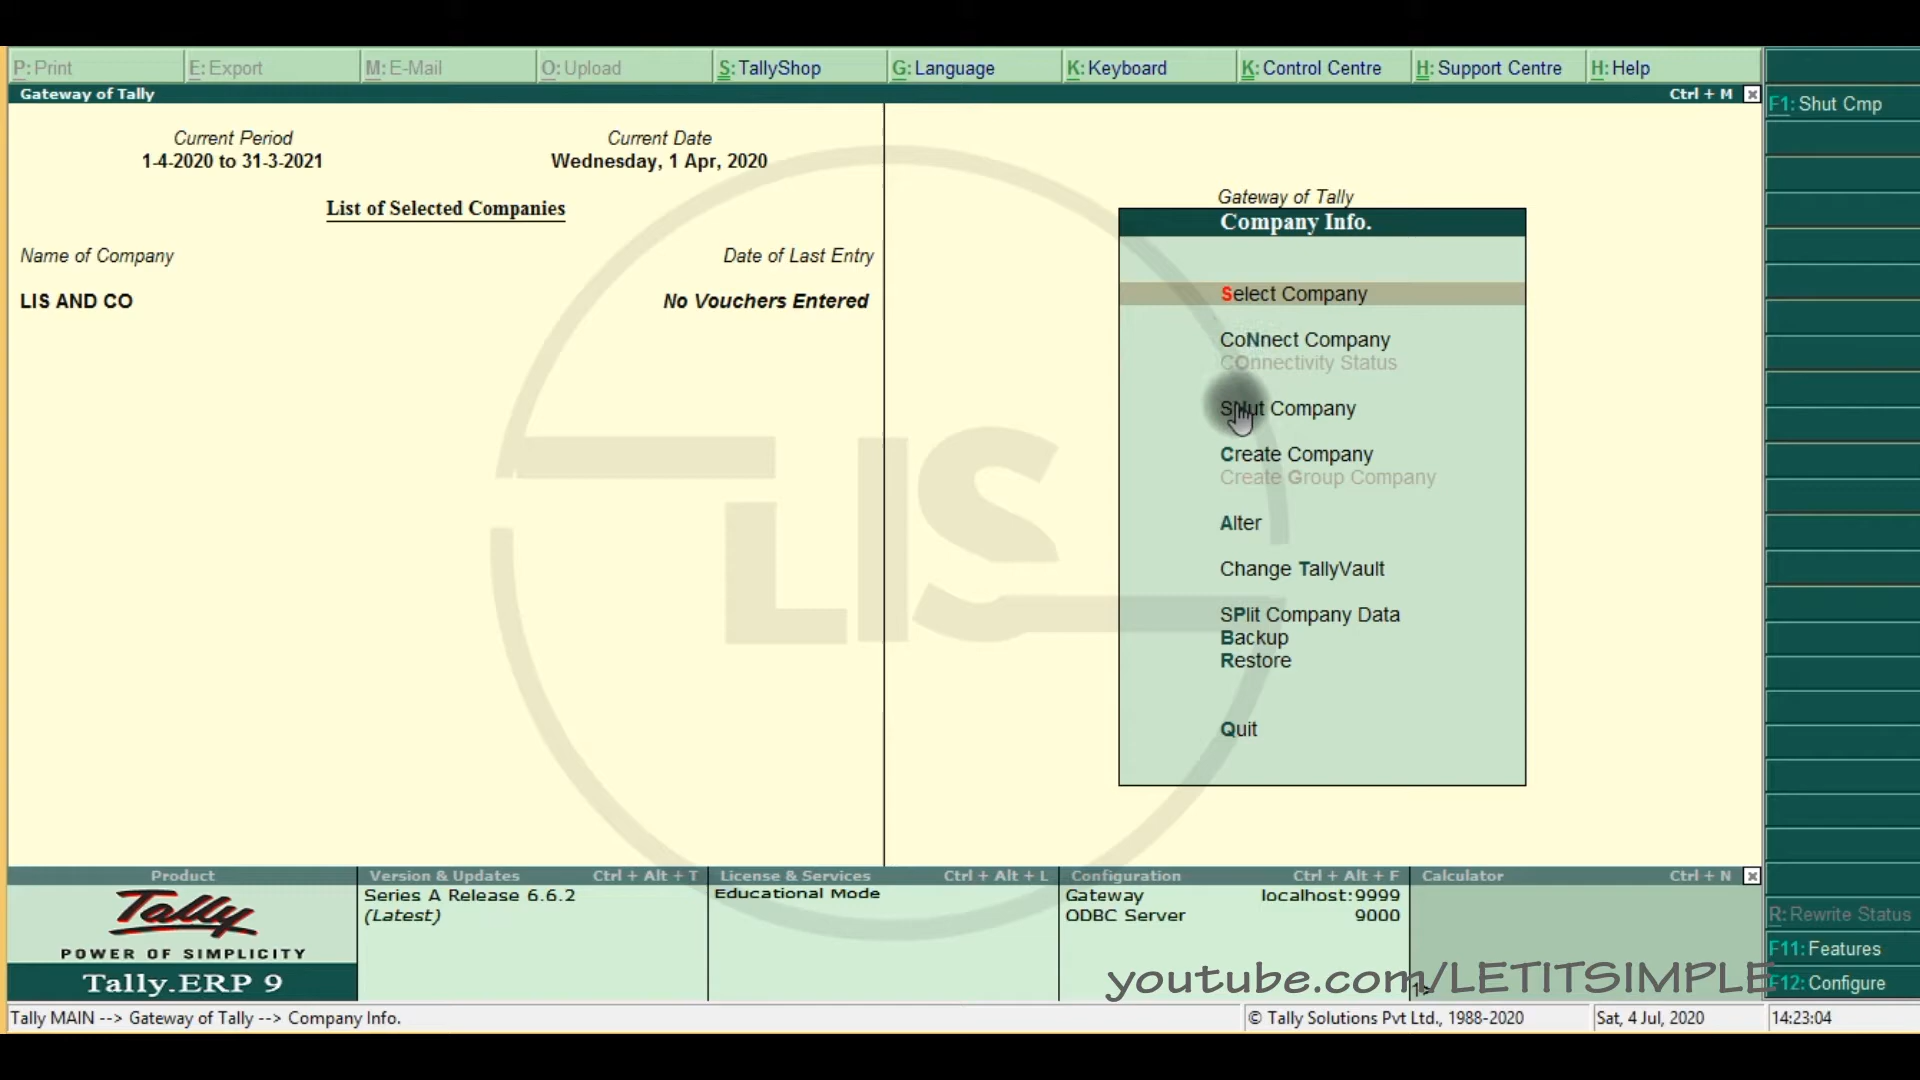 P: Print E: Export M: E-Mail O: Upload S: TallyShop G: Language K: Keyboard K: Control Centre H: Support Centre H: Help
Gateway of Tally Ctrl + M
F1: Shut Cmp
Current Period Current Date
1-4-2020 to 31-3-2021 Wednesday, 1 Apr, 2020
List of Selected Companies
Name of Company Date of Last Entry
LIS AND CO No Vouchers Entered
Gateway of Tally
Company Info.
Select Company
CoNnect Company
COnnectivity Status
SHut Company
Create Company
Create Group Company
Alter
Change TallyVault
SPlit Company Data
Backup
Restore
Quit
LIS
Product
Tally
POWER OF SIMPLICITY
Tally.ERP 9
Version & Updates Ctrl + Alt + T
Series A Release 6.6.2
(Latest)
License & Services Ctrl + Alt + L
Educational Mode
Configuration Ctrl + Alt + F
Gateway localhost:9999
ODBC Server 9000
Calculator Ctrl + N
1>
R: Rewrite Status
F11: Features
F12: Configure
youtube.com/LETITSIMPLE
Tally MAIN --> Gateway of Tally --> Company Info. © Tally Solutions Pvt Ltd., 1988-2020 Sat, 4 Jul, 2020 14:23:04